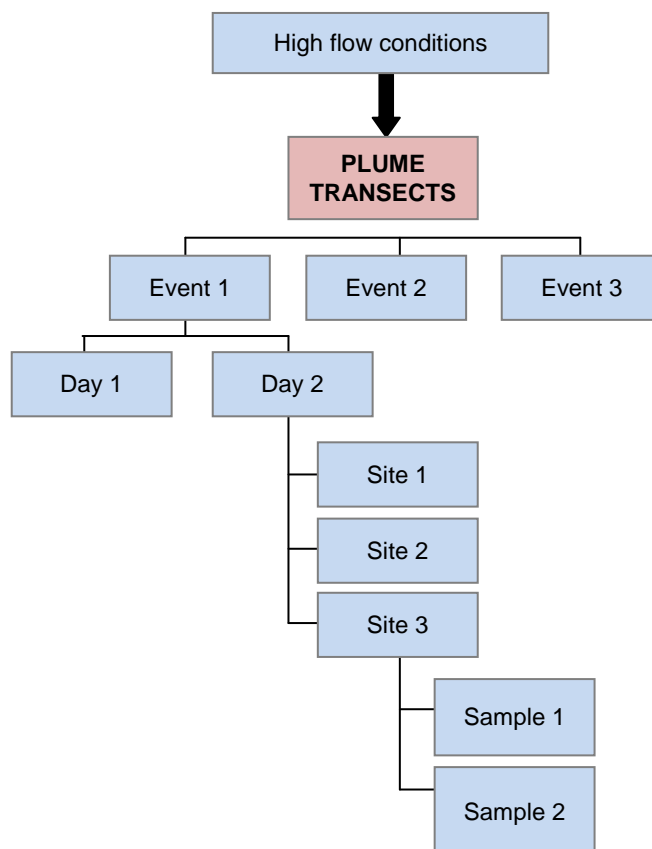 High flow conditions
PLUME
TRANSECTS
Event 1
Event 2
Event 3
Day 1
Day 2
Site 1
Site 2
Site 3
Sample 1
Sample 2